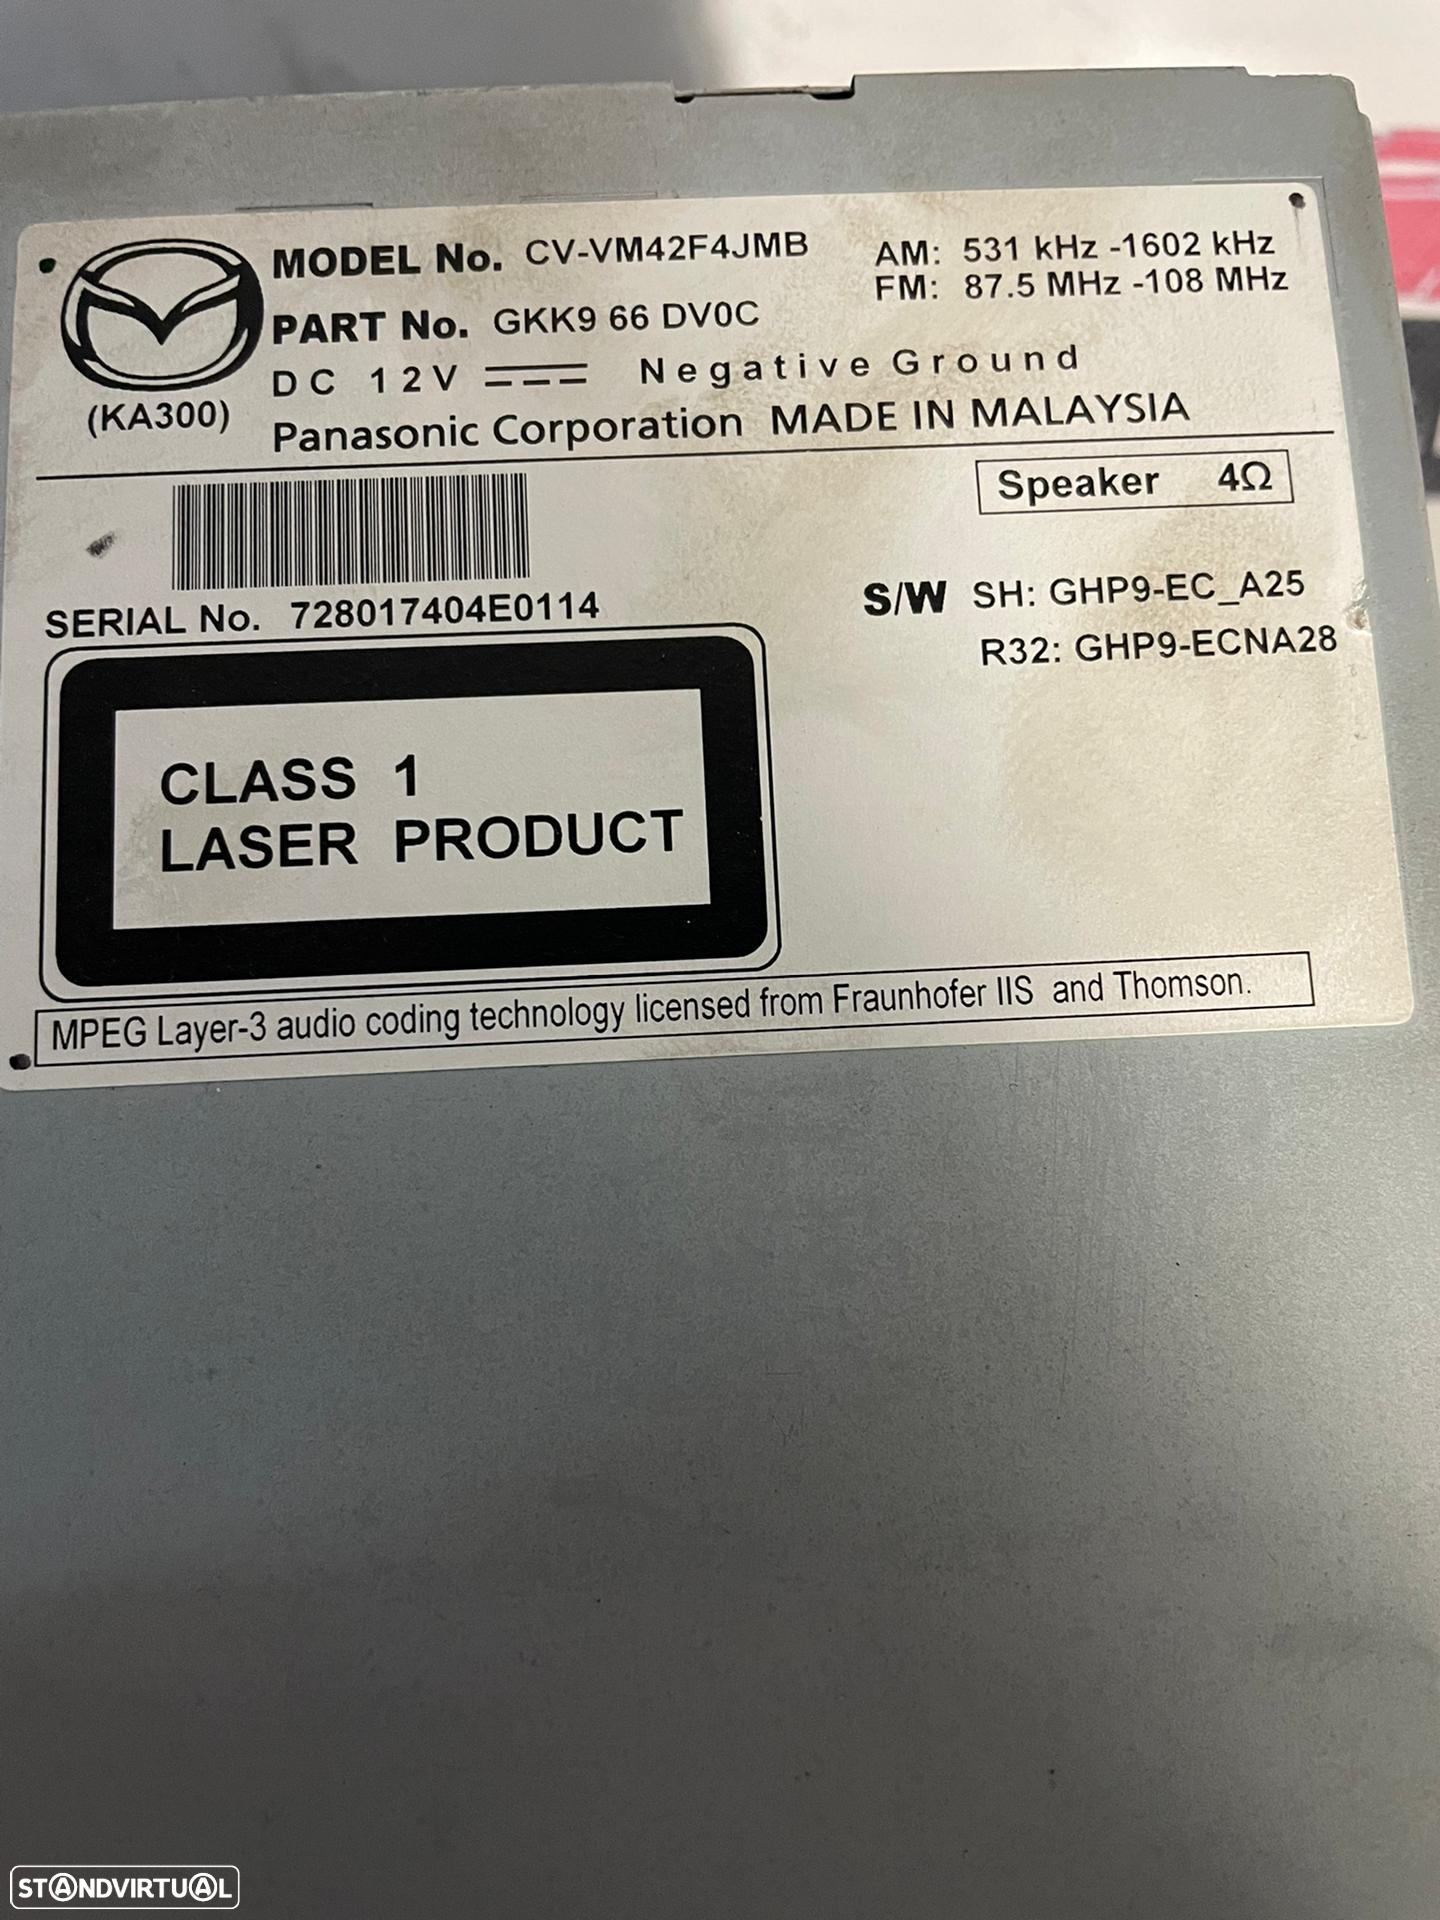 MODEL No. CV-VM42F4JMB
AM: 531 kHz -1602 kHz
FM: 87.5 MHz -108 MHz
PART No. GKK9 66 DV0C
DC 12V Negative Ground
(KA300)
Panasonic Corporation MADE IN MALAYSIA
Speaker 4Ω
SERIAL No. 728017404E0114
S/W SH: GHP9-EC_A25
R32: GHP9-ECNA28
CLASS 1
LASER PRODUCT
MPEG Layer-3 audio coding technology licensed from Fraunhofer IIS and Thomson.
STANDVIRTUAL